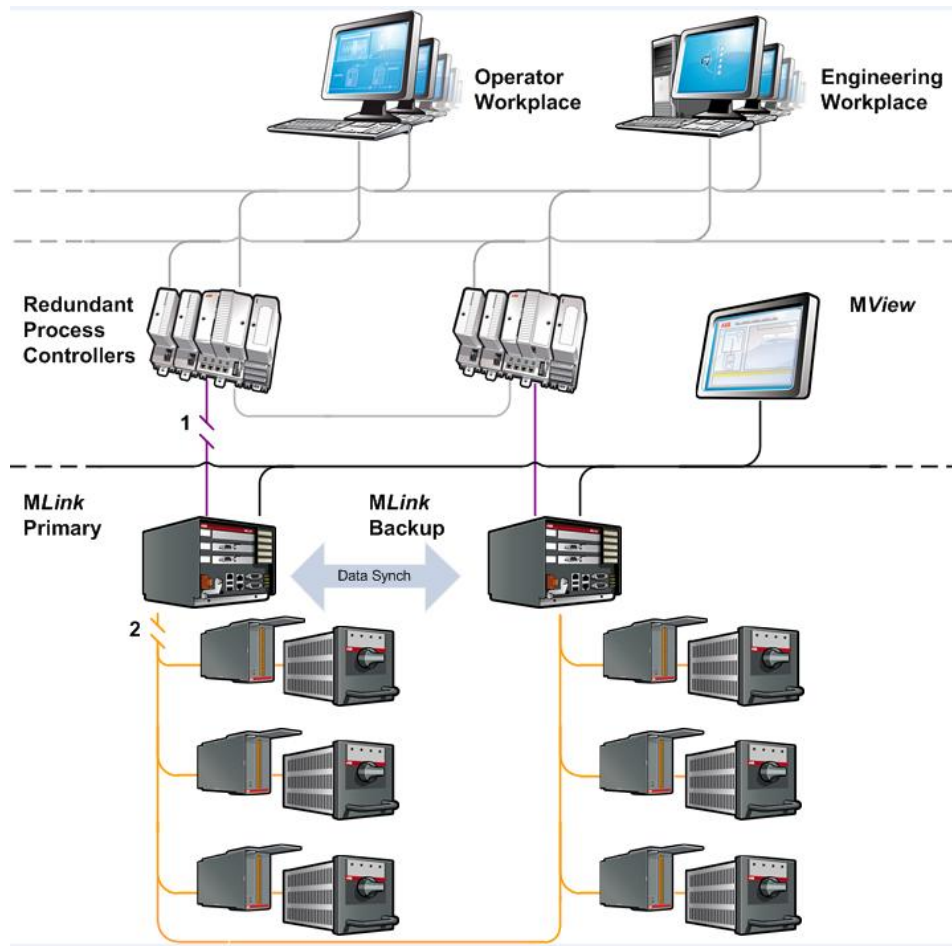 Operator
Workplace
Engineering
Workplace
Redundant
Process
Controllers
MView
1
MLink
Primary
MLink
Backup
Data Synch
2